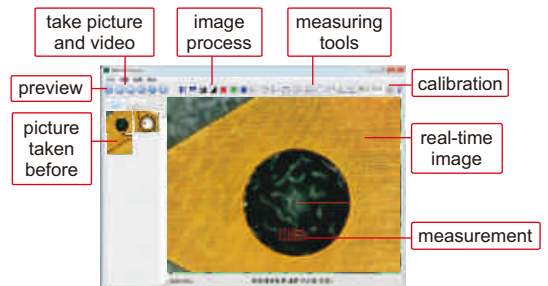 take picture
and video
image
process
measuring
tools
preview
calibration
picture
taken
before
real-time
image
measurement